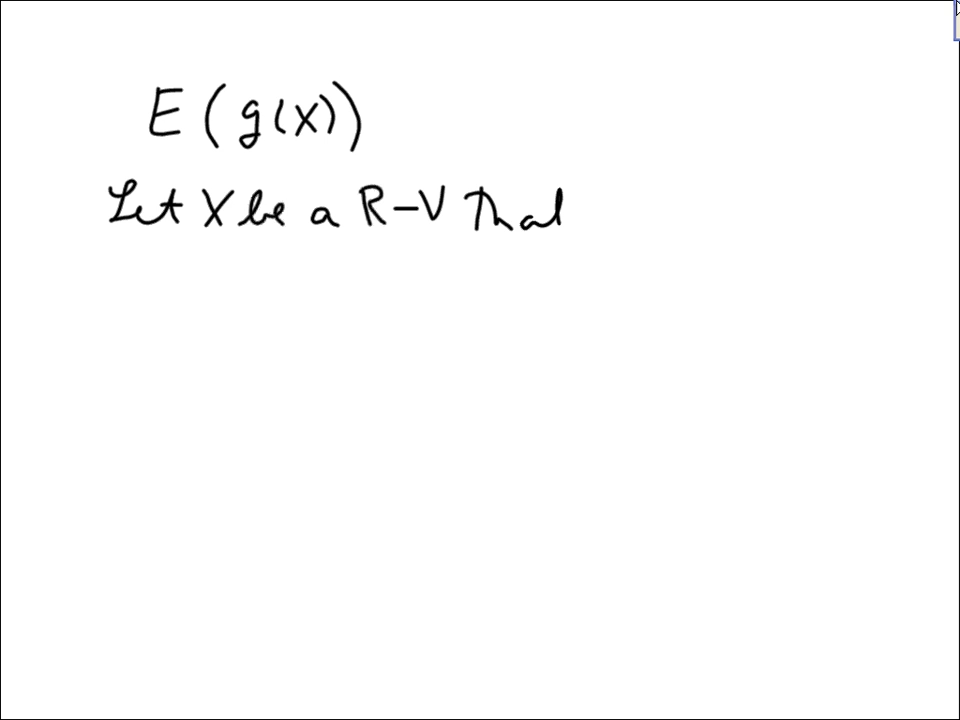 E(g(X))
Let X be a R-V That